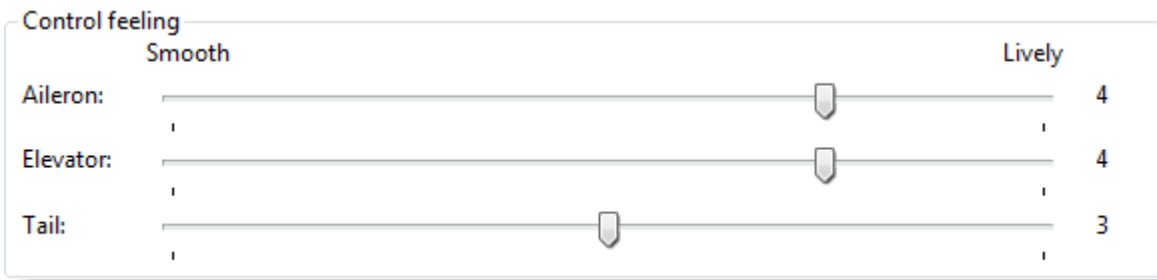 Control feeling
Smooth Lively
Aileron: 4
Elevator: 4
Tail: 3